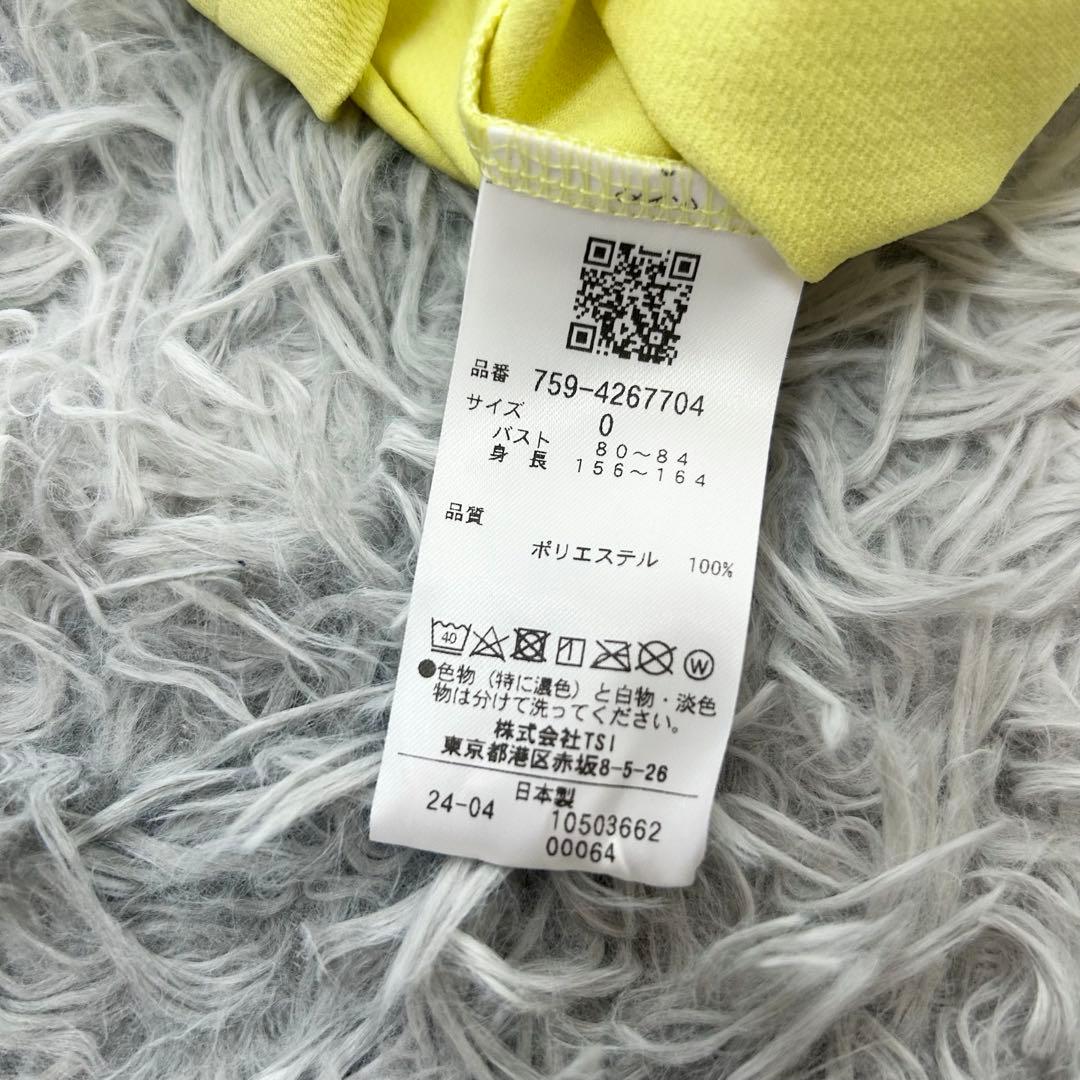 品番 759-4267704
サイズ 0
バスト 80～84
身長 156～164
品質
ポリエステル 100%
40 W
●色物（特に濃色）と白物・淡色
物は分けて洗ってください。
株式会社TSI
東京都港区赤坂8-5-26
日本製
24-04 10503662
00064